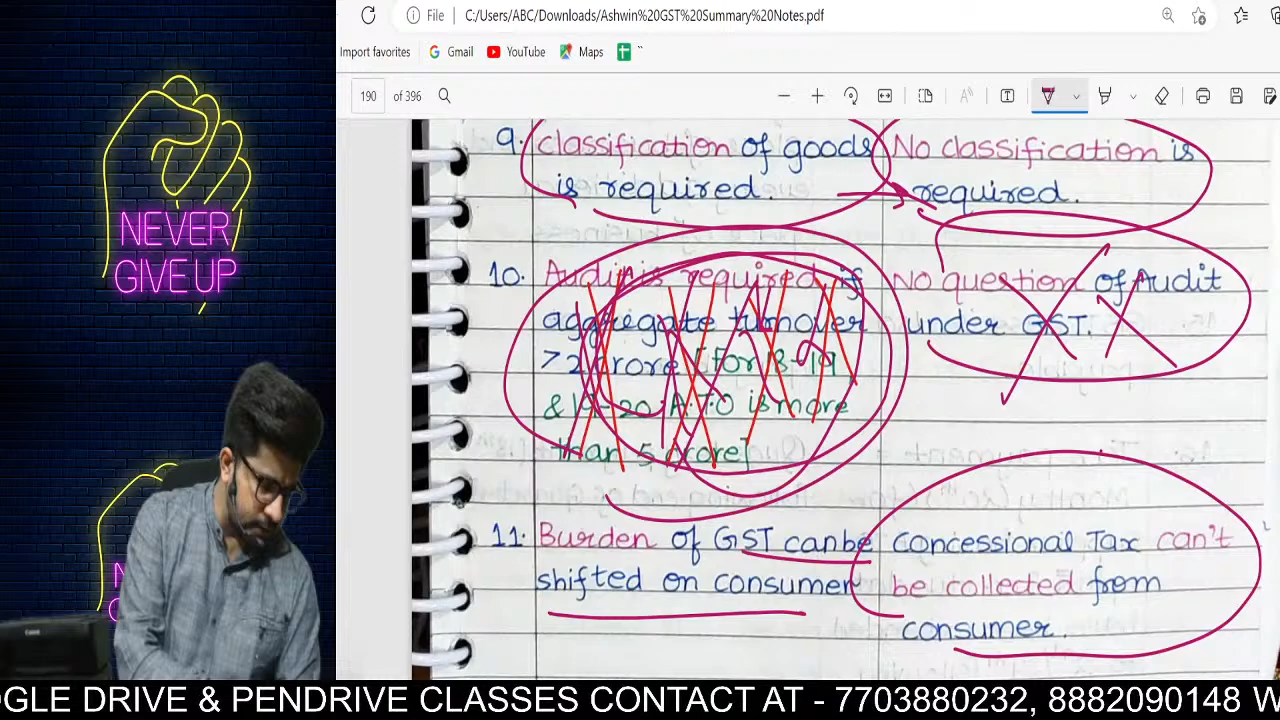 File C:/Users/ABC/Downloads/Ashwin%20GST%20Summary%20Notes.pdf
Import favorites Gmail YouTube Maps
190 of 396
9. classification of goods is required.
No classification is required.
10. Audit is required if aggregate turnover > 2 crore [for 18-19 & 19-20 A.T.O is more than 5 crore]
No question of Audit under GST.
11. Burden of GST can be shifted on consumer
Concessional Tax can't be collected from consumer.
NEVER
GIVE UP
OGLE DRIVE & PENDRIVE CLASSES CONTACT AT - 7703880232, 8882090148 W